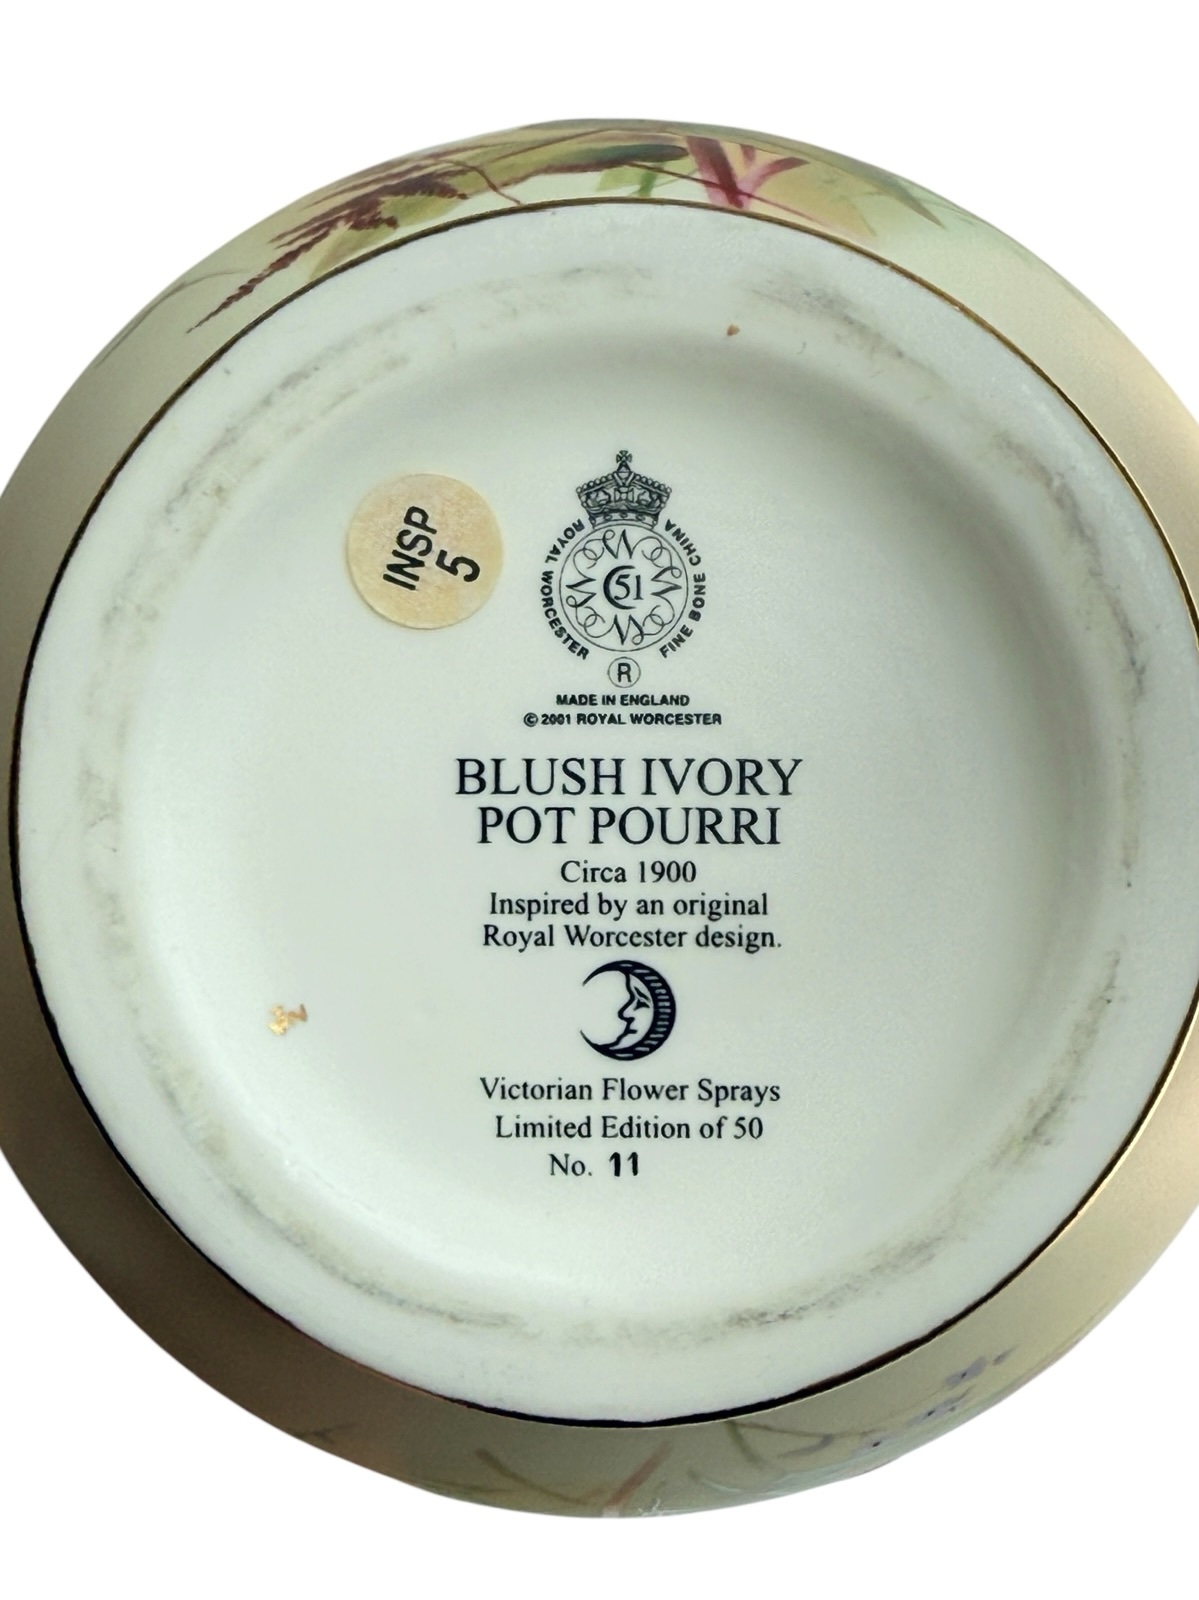 INSP
5
ROYAL WORCESTER
FINE BONE CHINA
51
R
MADE IN ENGLAND
© 2001 ROYAL WORCESTER
BLUSH IVORY
POT POURRI
Circa 1900
Inspired by an original
Royal Worcester design.
Victorian Flower Sprays
Limited Edition of 50
No. 11